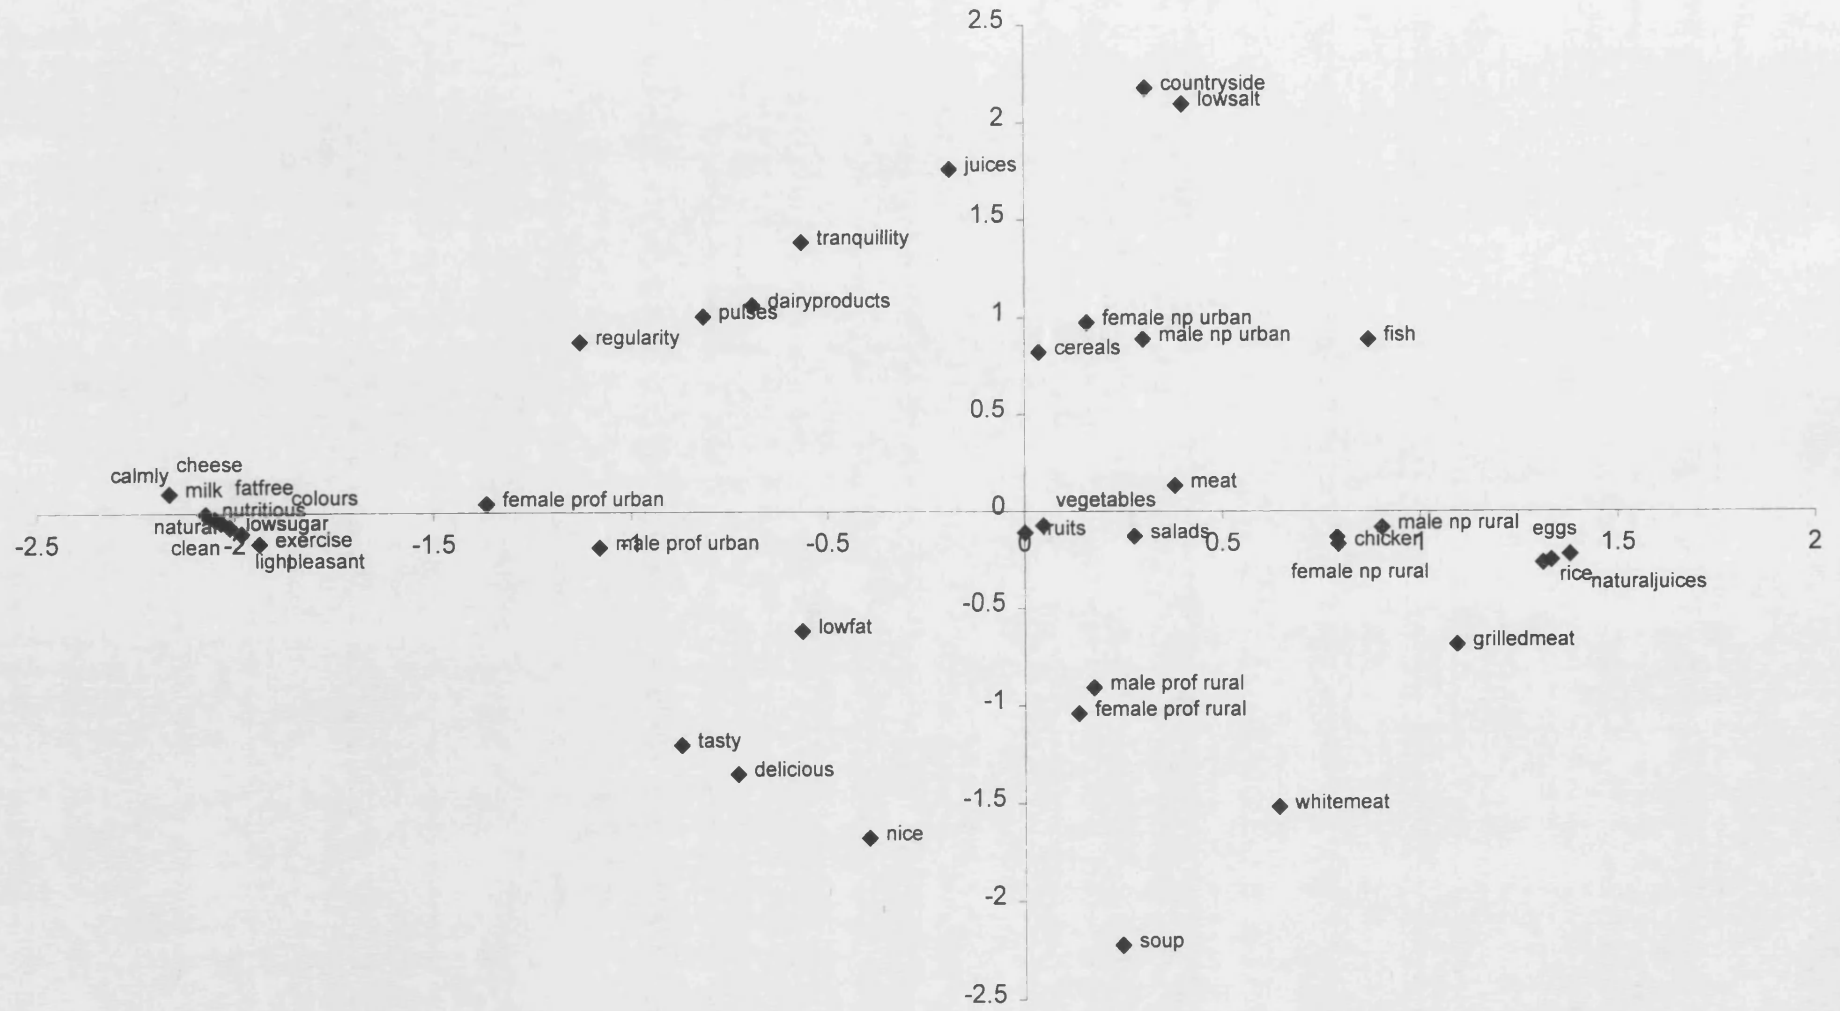 2.5
countryside
lowsalt
2
juices
1.5
tranquillity
dairyproducts
pulses
1
female np urban
male np urban
fish
regularity
cereals
0.5
cheese
calmly
milk
fatfree
colours
nutritious
female prof urban
meat
vegetables
0
natural
lowsugar
clean
exercise
light
pleasant
male prof urban
fruits
salads
male np rural
chicken
eggs
female np rural
rice
naturaljuices
-2.5
-2
-1.5
-1
-0.5
0
0.5
1
1.5
2
-0.5
lowfat
grilledmeat
male prof rural
-1
female prof rural
tasty
delicious
-1.5
whitemeat
nice
-2
soup
-2.5